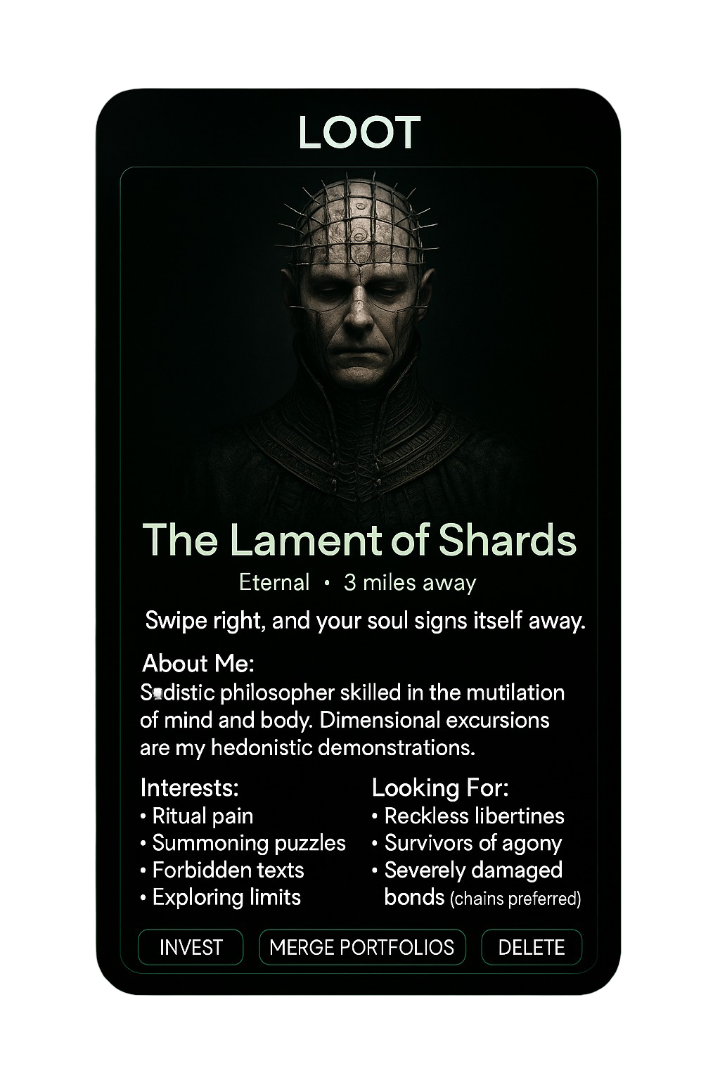 LOOT
The Lament of Shards
Eternal • 3 miles away
Swipe right, and your soul signs itself away.
About Me:
philosopher skilled in the mutilation
of mind and body. Dimensional excursions
are my hedonistic demonstrations.
Interests:
• Ritual pain
• Summoning puzzles
• Forbidden texts
• Exploring limits
Looking For:
• Reckless libertines
• Survivors of agony
• Severely damaged
bonds (chains preferred)
INVEST
MERGE PORTFOLIOS
DELETE